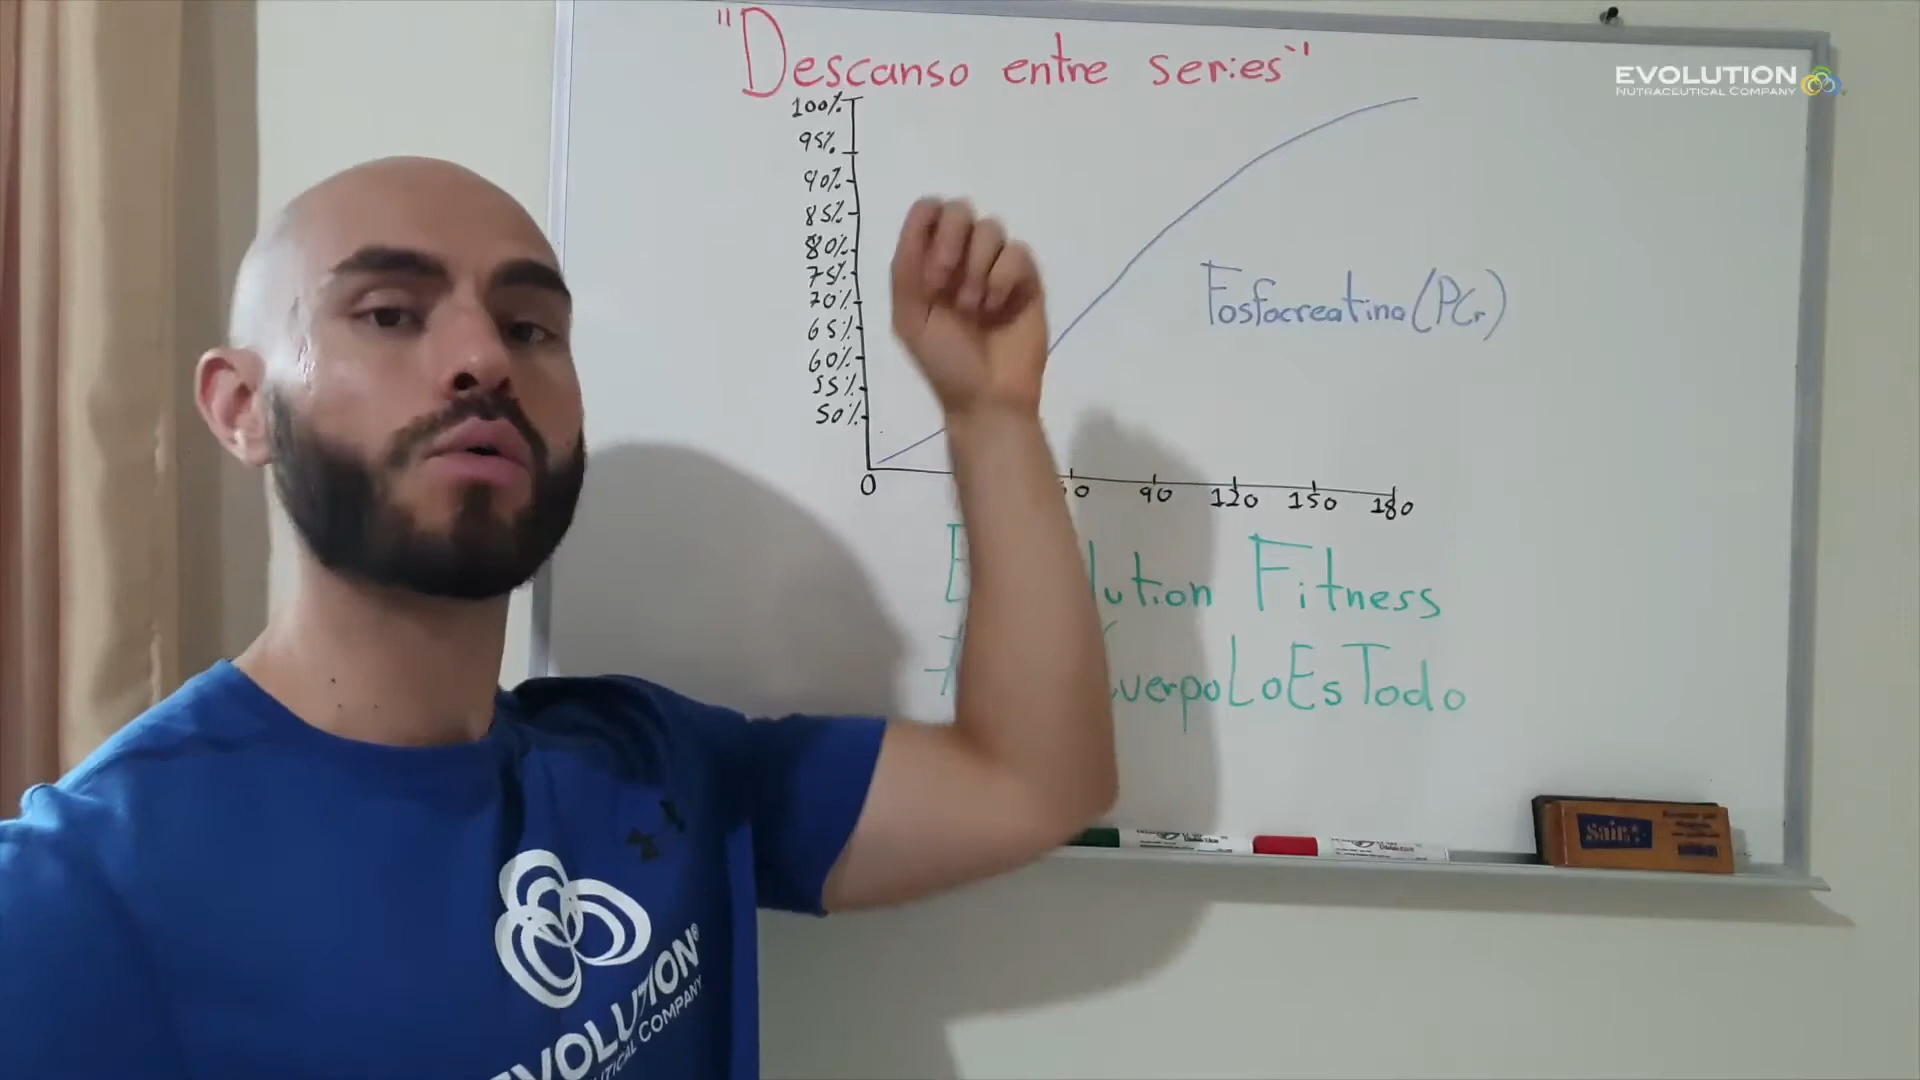 "Descanso entre series"
EVOLUTION
NUTRACEUTICAL COMPANY
100%
95%
90%
85%
80%
75%
70%
65%
60%
55%
50%
Fosfocreatina (PCr)
0 90 120 150 180
Fitness
CuerpoLoEsTodo
EVOLUTION®
COMPANY